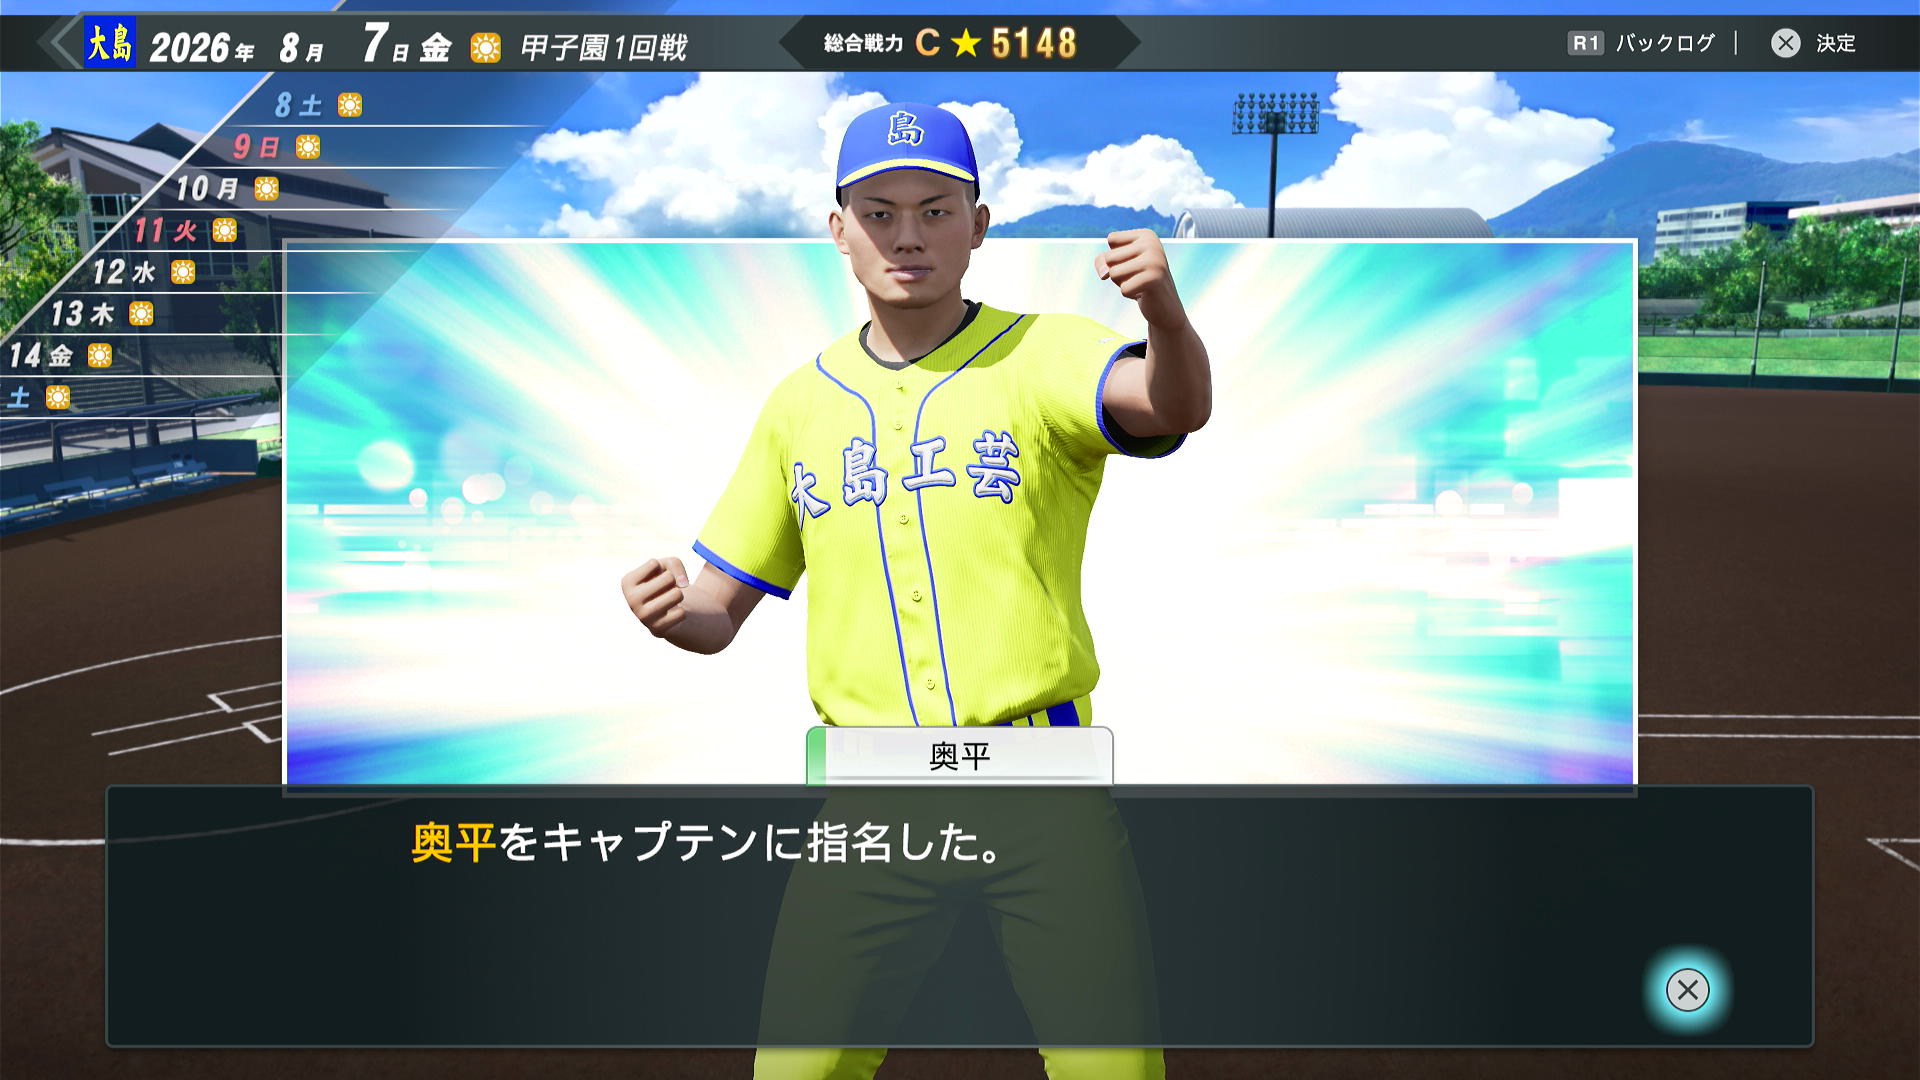 大島 2026年 8月 7日 金 甲子園1回戦
総合戦力 C ★ 5148
R1 バックログ | ⊗ 決定
8 土
9 日
10 月
11 火
12 水
13 木
14 金
土
島
大島工芸
奥平
奥平をキャプテンに指名した。